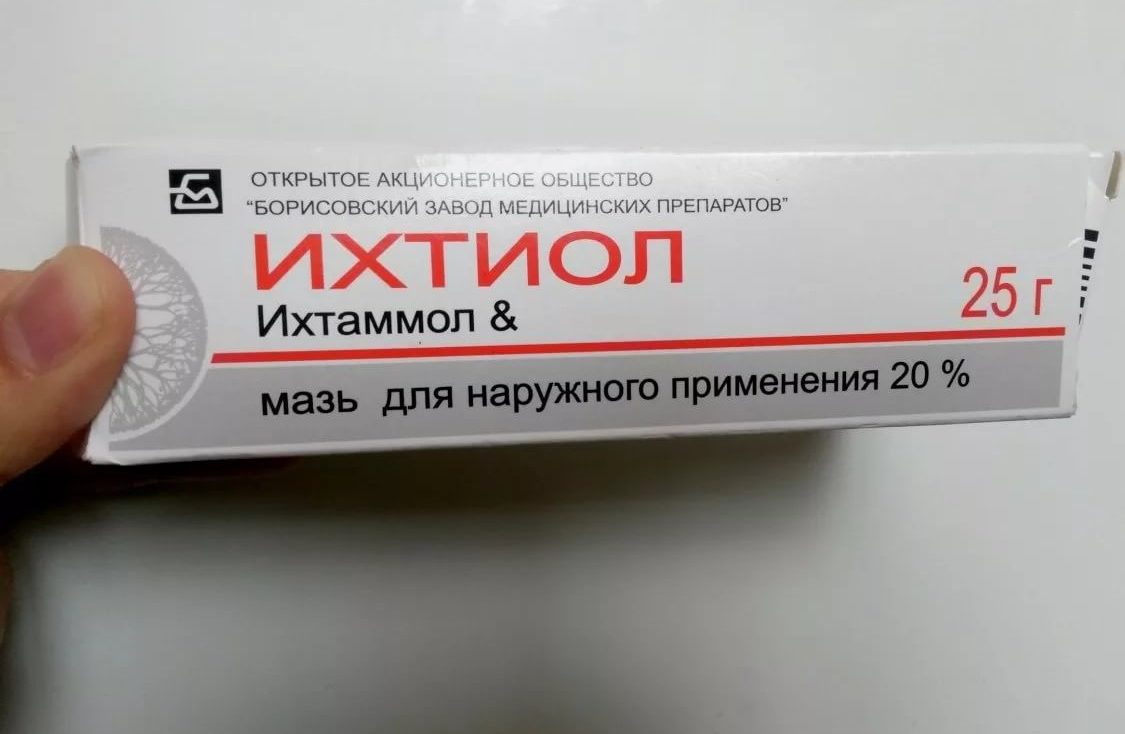 ОТКРЫТОЕ АКЦИОНЕРНОЕ ОБЩЕСТВО
"БОРИСОВСКИЙ ЗАВОД МЕДИЦИНСКИХ ПРЕПАРАТОВ"
ИХТИОЛ
Ихтаммол &
25 г
мазь для наружного применения 20 %